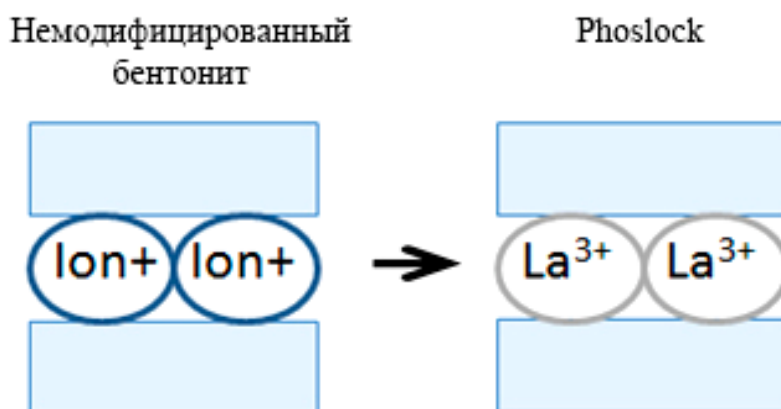 Немодифицированный
бентонит
Phoslock
Ion+ Ion+
La³⁺ La³⁺